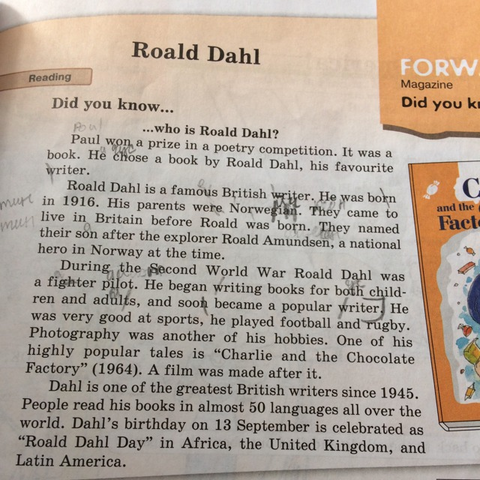 Roald Dahl
FORW
Magazine
Did you k
Reading
Did you know...
...who is Roald Dahl?
Paul won a prize in a poetry competition. It was a
book. He chose a book by Roald Dahl, his favourite
writer.
Roald Dahl is a famous British writer. He was born
in 1916. His parents were Norwegian. They came to
live in Britain before Roald was born. They named
their son after the explorer Roald Amundsen, a national
hero in Norway at the time.
During the Second World War Roald Dahl was
a fighter pilot. He began writing books for both child-
ren and adults, and soon became a popular writer. He
was very good at sports, he played football and rugby.
Photography was another of his hobbies. One of his
highly popular tales is “Charlie and the Chocolate
Factory” (1964). A film was made after it.
Dahl is one of the greatest British writers since 1945.
People read his books in almost 50 languages all over the
world. Dahl’s birthday on 13 September is celebrated as
“Roald Dahl Day” in Africa, the United Kingdom, and
Latin America.
C
and the
Facto